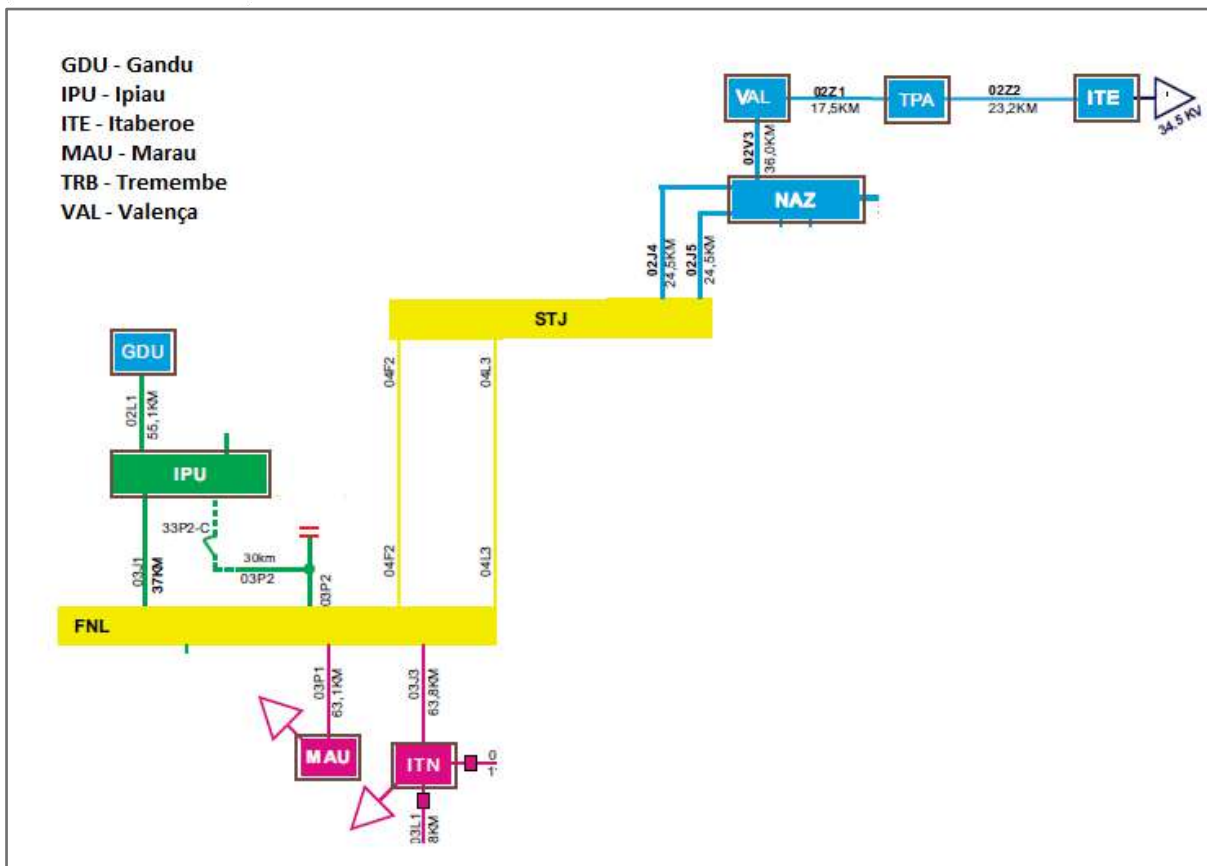 GDU - Gandu
IPU - Ipiau
ITE - Itaberoe
MAU - Marau
TRB - Tremembe
VAL - Valença
VAL
02Z1
17,5KM
TPA
02Z2
23,2KM
ITE
34,5 KV
02V3
36,0KM
NAZ
02J4
24,5KM
02J5
24,5KM
STJ
GDU
02L1
55,1KM
04F2
04L3
IPU
33P2-C
03J1
37KM
30km
03P2
03P2
04F2
04L3
FNL
03P1
63,1KM
03J3
63,8KM
MAU
ITN
03L1
8KM